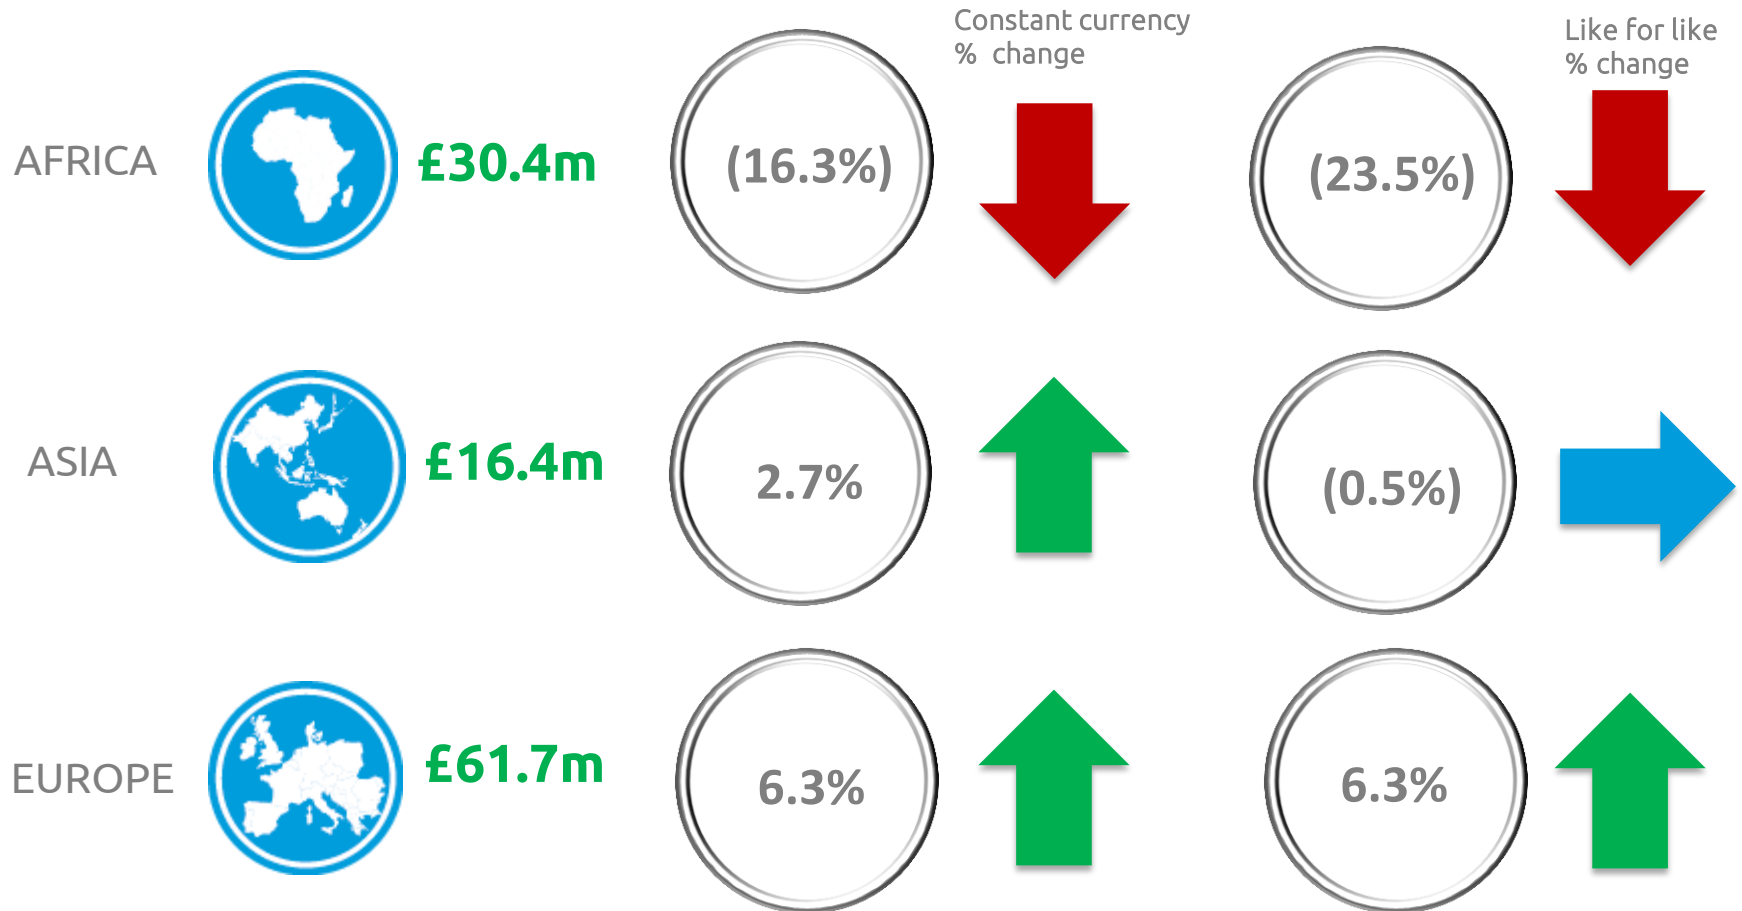 Constant currency
% change
Like for like
% change
AFRICA
£30.4m
(16.3%)
(23.5%)
ASIA
£16.4m
2.7%
(0.5%)
EUROPE
£61.7m
6.3%
6.3%